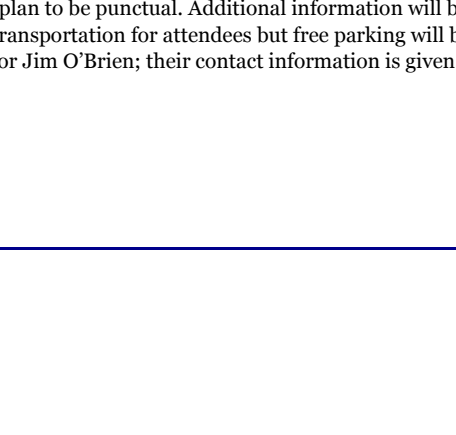 plan to be punctual. Additional information will
ransportation for attendees but free parking will
or Jim O’Brien; their contact information is given